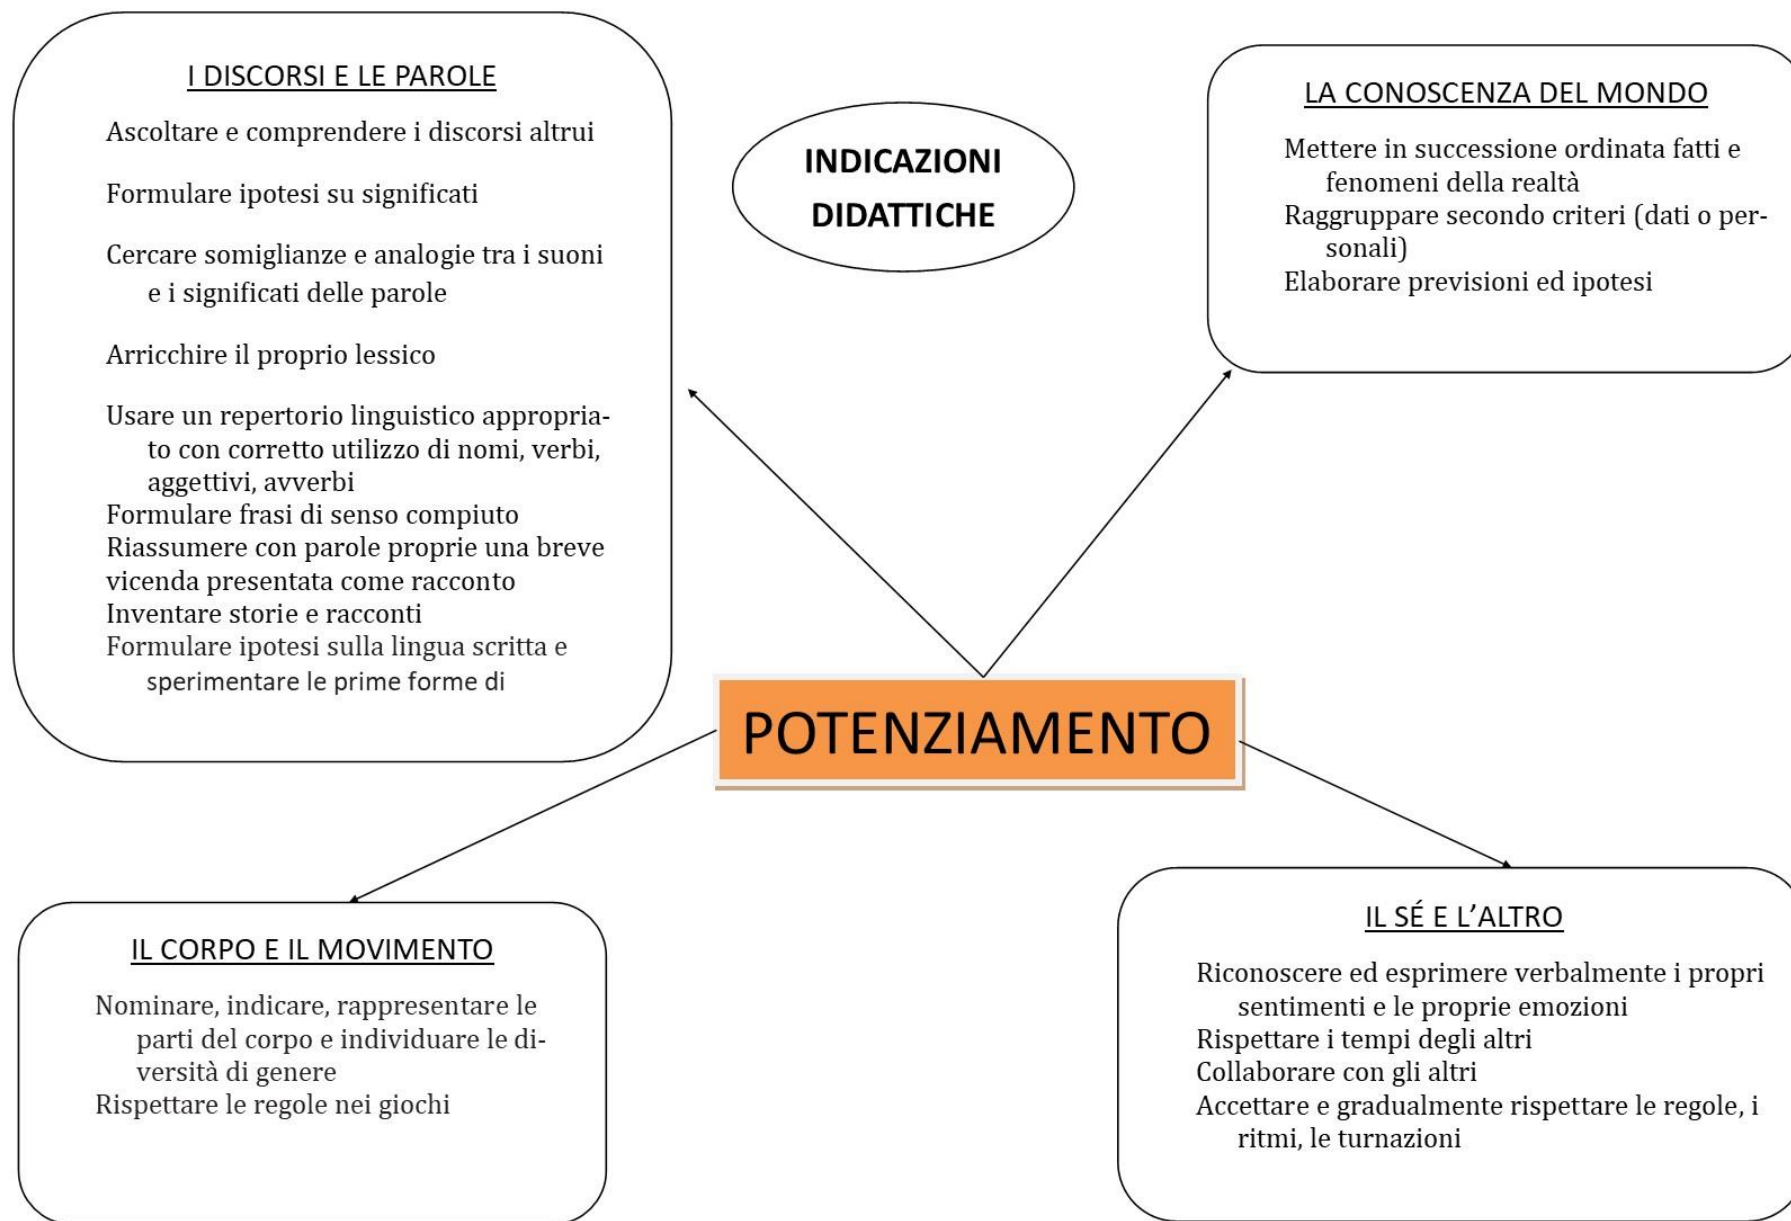 I DISCORSI E LE PAROLE
Ascoltare e comprendere i discorsi altrui
Formulare ipotesi su significati
Cercare somiglianze e analogie tra i suoni
e i significati delle parole
Arricchire il proprio lessico
Usare un repertorio linguistico appropria-
to con corretto utilizzo di nomi, verbi,
aggettivi, avverbi
Formulare frasi di senso compiuto
Riassumere con parole proprie una breve
vicenda presentata come racconto
Inventare storie e racconti
Formulare ipotesi sulla lingua scritta e
sperimentare le prime forme di
INDICAZIONI
DIDATTICHE
LA CONOSCENZA DEL MONDO
Mettere in successione ordinata fatti e
fenomeni della realtà
Raggruppare secondo criteri (dati o per-
sonali)
Elaborare previsioni ed ipotesi
POTENZIAMENTO
IL CORPO E IL MOVIMENTO
Nominare, indicare, rappresentare le
parti del corpo e individuare le di-
versità di genere
Rispettare le regole nei giochi
IL SÉ E L’ALTRO
Riconoscere ed esprimere verbalmente i propri
sentimenti e le proprie emozioni
Rispettare i tempi degli altri
Collaborare con gli altri
Accettare e gradualmente rispettare le regole, i
ritmi, le turnazioni